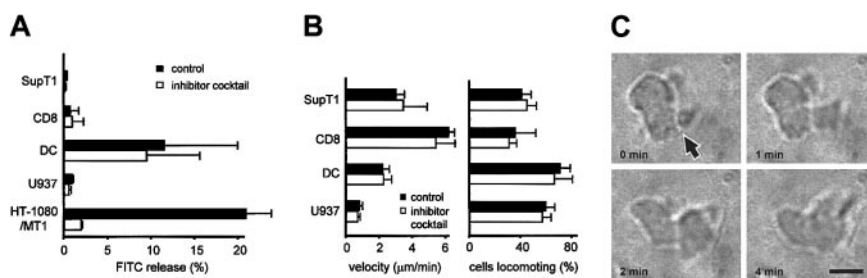 A
control
inhibitor cocktail
SupT1
CD8
DC
U937
HT-1080
/MT1
0 5 10 15 20
FITC release (%)
B
SupT1
CD8
DC
U937
control
inhibitor
cocktail
0 2 4 6
velocity (μm/min)
0 40 80
cells locomoting (%)
C
0 min
1 min
2 min
4 min